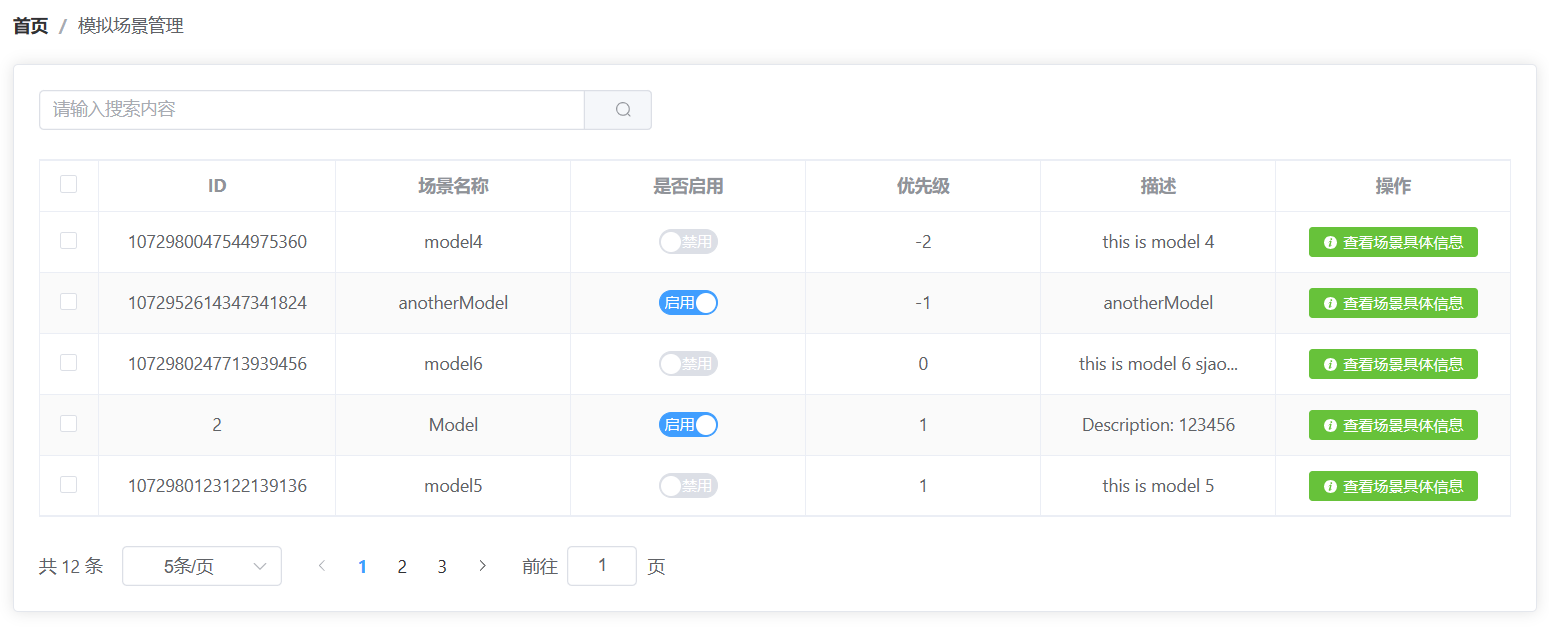 首页 / 模拟场景管理
请输入搜索内容
ID 场景名称 是否启用 优先级 描述 操作
1072980047544975360 model4 禁用 -2 this is model 4 查看场景具体信息
1072952614347341824 anotherModel 启用 -1 anotherModel 查看场景具体信息
1072980247713939456 model6 禁用 0 this is model 6 sjao... 查看场景具体信息
2 Model 启用 1 Description: 123456 查看场景具体信息
1072980123122139136 model5 禁用 1 this is model 5 查看场景具体信息
共 12 条 5条/页 1 2 3 前往 1 页